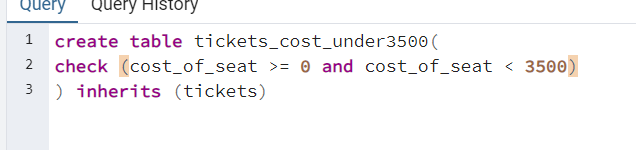 Query Query History
1 create table tickets_cost_under3500(
2 check (cost_of_seat >= 0 and cost_of_seat < 3500)
3 ) inherits (tickets)